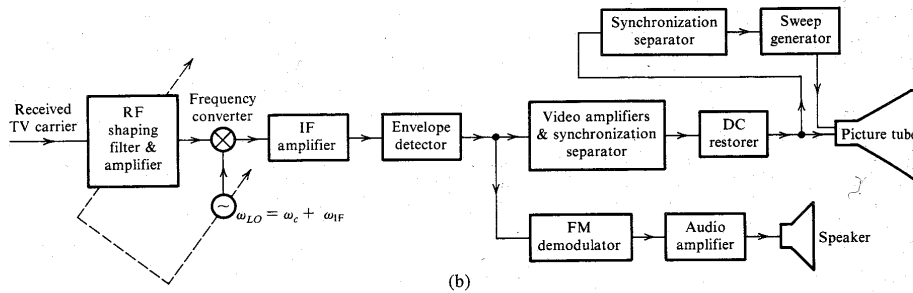 Synchronization
separator
Sweep
generator
Received
TV carrier
RF
shaping
filter &
amplifier
Frequency
converter
IF
amplifier
Envelope
detector
Video amplifiers
& synchronization
separator
DC
restorer
Picture tube
~
ω_LO = ω_c + ω_IF
FM
demodulator
Audio
amplifier
Speaker
(b)